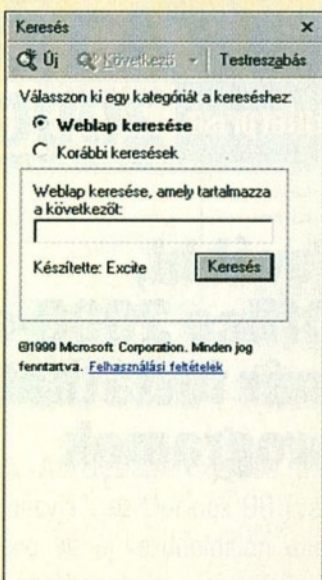 Keresés
Új Következő Testreszabás
Válasszon ki egy kategóriát a kereséshez:
Weblap keresése
Korábbi keresések
Weblap keresése, amely tartalmazza
a következőt:
Készítette: Excite Keresés
©1999 Microsoft Corporation. Minden jog
fenntartva. Felhasználási feltételek